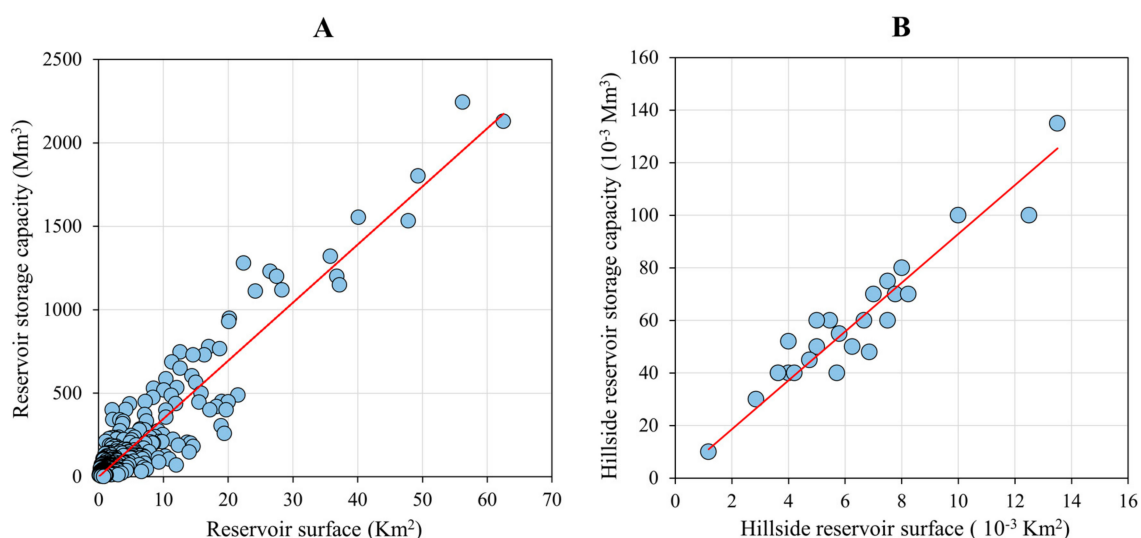 A
2500
2000
1500
1000
500
0
0 10 20 30 40 50 60 70
Reservoir storage capacity (Mm³)
Reservoir surface (Km²)
B
160
140
120
100
80
60
40
20
0
0 2 4 6 8 10 12 14 16
Hillside reservoir storage capacity (10⁻³ Mm³)
Hillside reservoir surface ( 10⁻³ Km²)